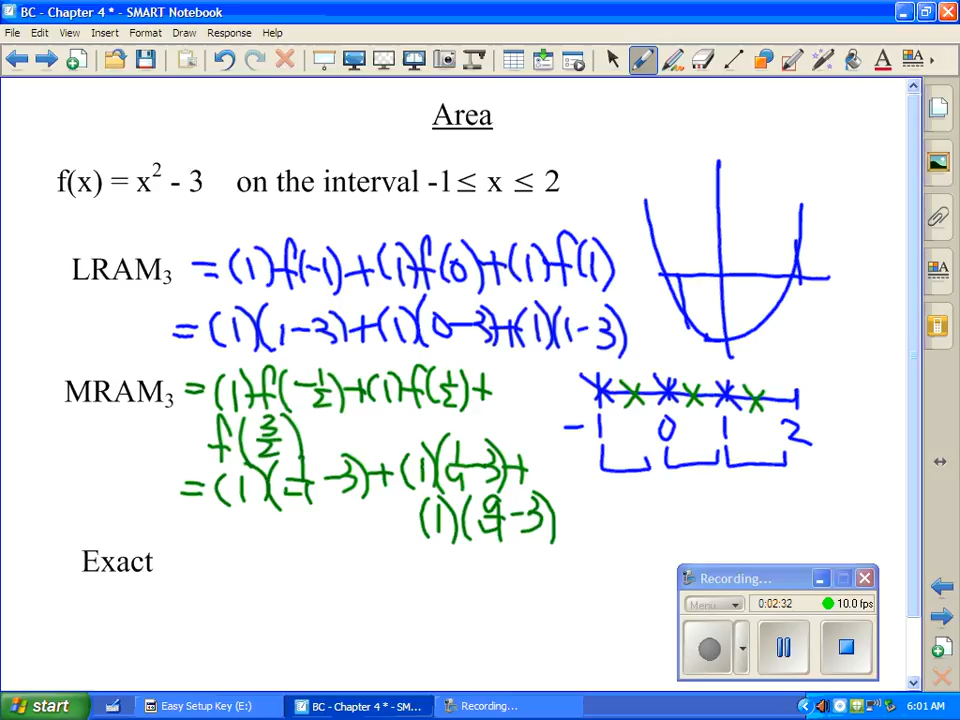 BC - Chapter 4 * - SMART Notebook
File Edit View Insert Format Draw Response Help
Area
f(x) = x² - 3 on the interval -1 ≤ x ≤ 2
LRAM₃ = (1)f(-1)+(1)f(0)+(1)f(1)
= (1)(1-3)+(1)(0-3)+(1)(1-3)
MRAM₃ = (1)f(-1/2)+(1)f(1/2)+
f(3/2)
= (1)(1/4-3)+(1)(1/4-3)+
(1)(9/4-3)
-1 0 1 2
Exact
Recording...
Menu 0:02:32 10.0 fps
start Easy Setup Key (E:) BC - Chapter 4 * - SM... Recording... 6:01 AM